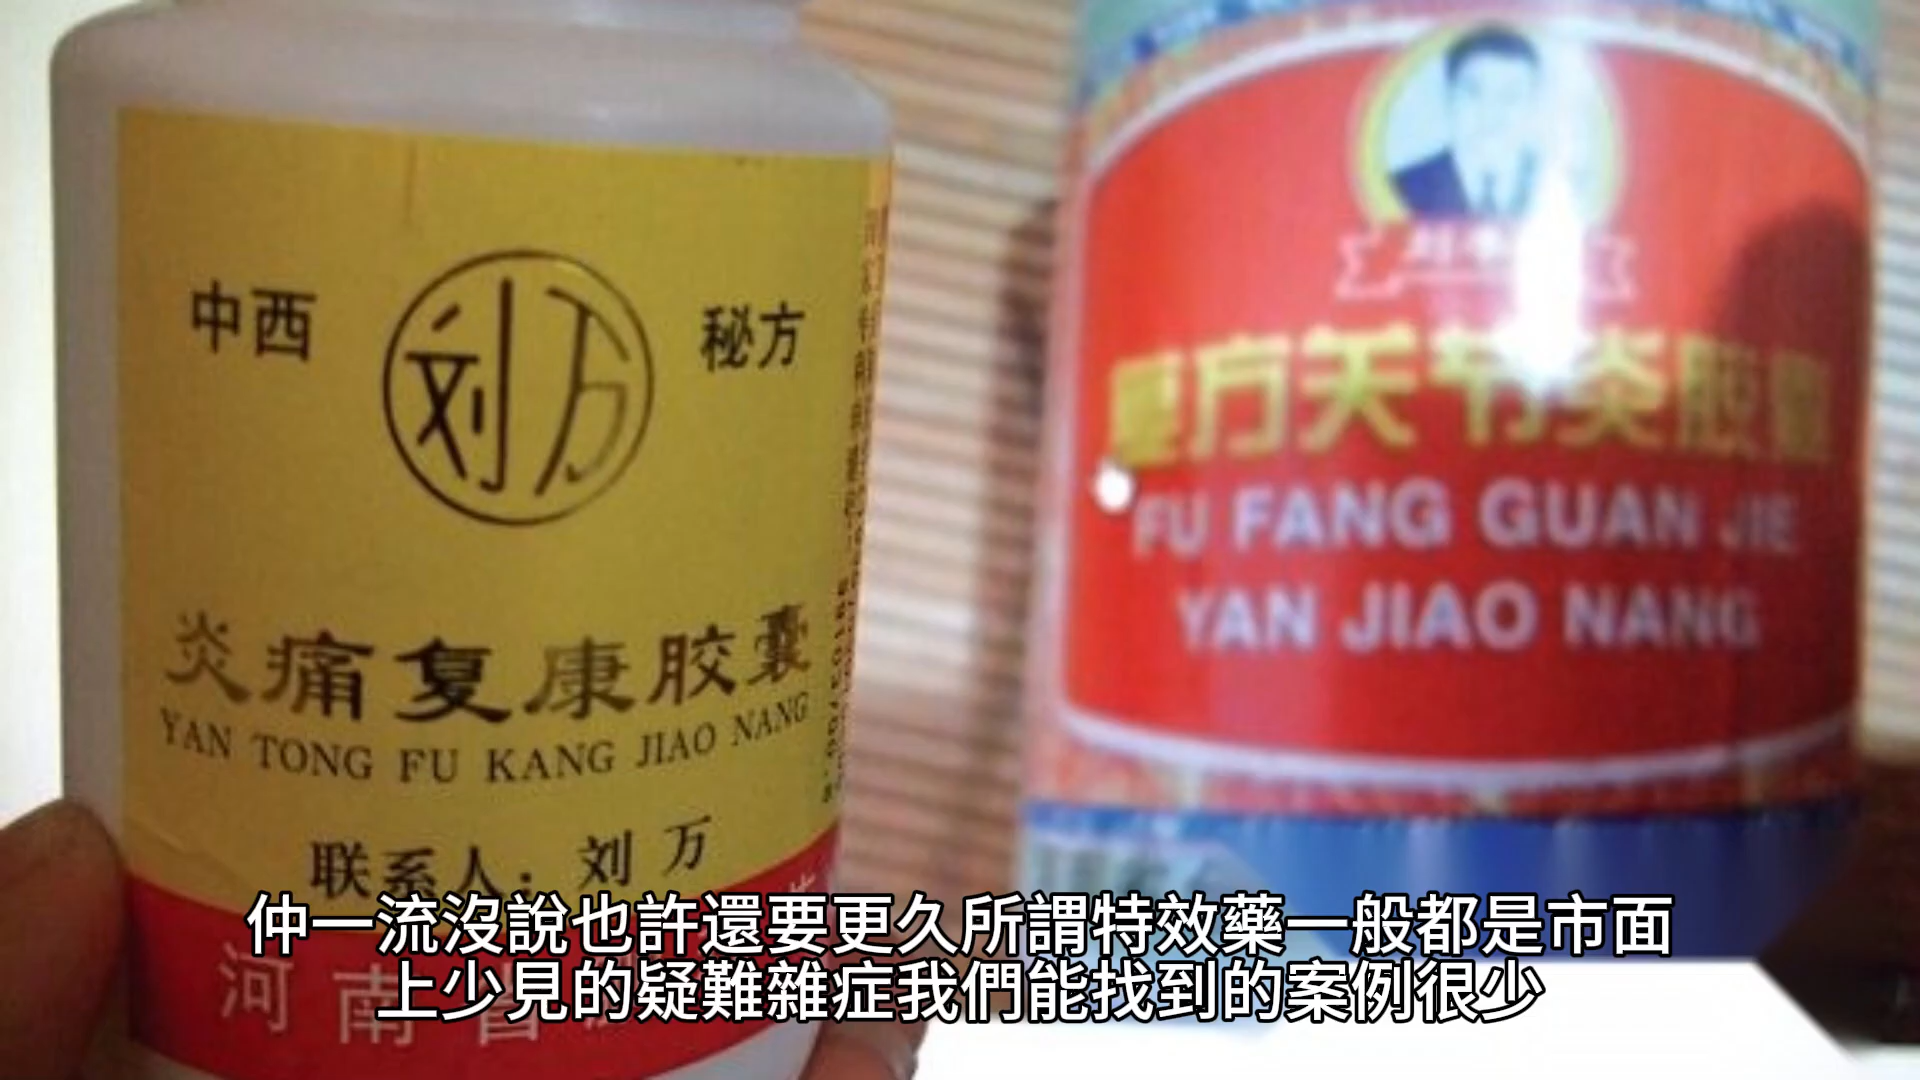 中西
刘万
秘方
炎痛复康胶囊
YAN TONG FU KANG JIAO NANG
联系人：刘万
河南省
复方关节炎胶囊
FU FANG GUAN JIE
YAN JIAO NANG
仲一流沒說也許還要更久所謂特效藥一般都是市面
上少見的疑難雜症我們能找到的案例很少